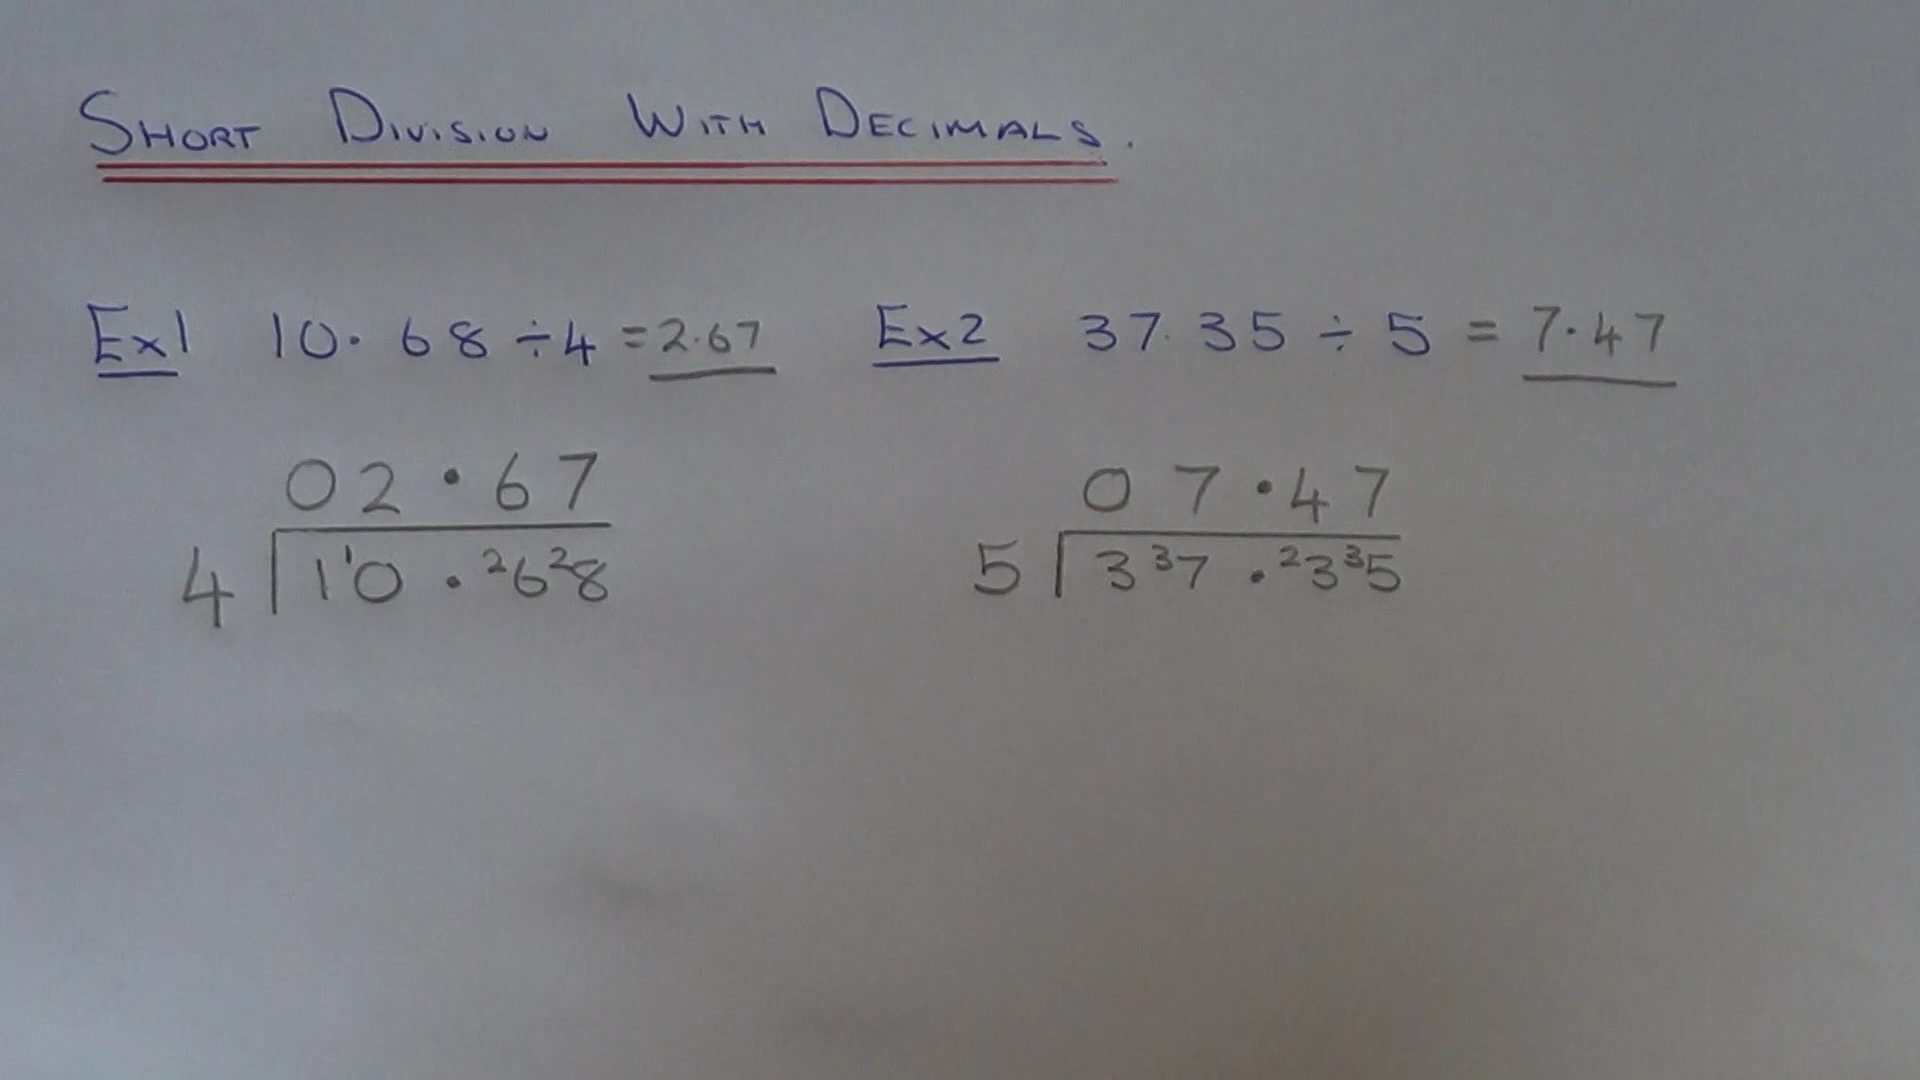 SHORT DIVISION WITH DECIMALS.
Ex1 10.68 ÷ 4 = 2.67
Ex2 37.35 ÷ 5 = 7.47
02.67
4 1¹0.²6²8
07.47
5 3³7.²3³5